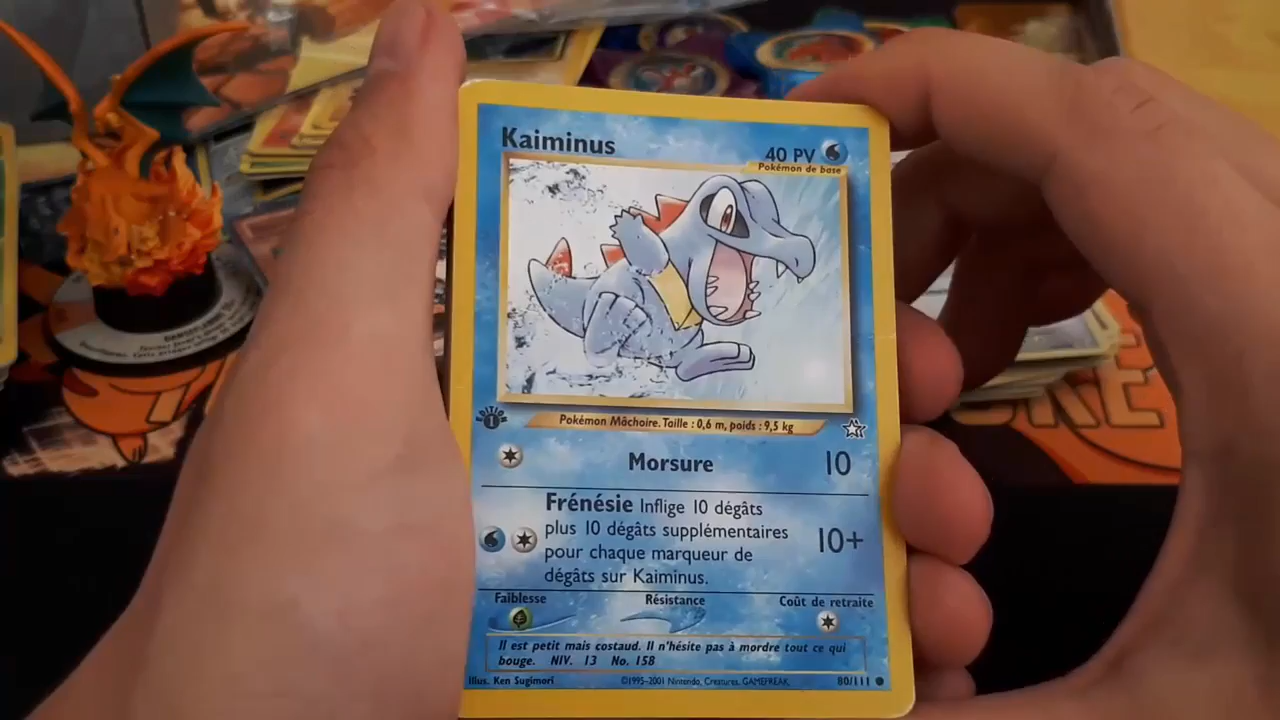 Kaiminus
40 PV
Pokémon de base
EDITION
1
Pokémon Mâchoire. Taille : 0,6 m, poids : 9,5 kg
Morsure 10
Frénésie Inflige 10 dégâts
plus 10 dégâts supplémentaires
pour chaque marqueur de
dégâts sur Kaiminus.
10+
Faiblesse Résistance Coût de retraite
Il est petit mais costaud. Il n'hésite pas à mordre tout ce qui
bouge. NIV. 13 No. 158
Illus. Ken Sugimori ©1995-2001 Nintendo, Creatures, GAMEFREAK. 80/111